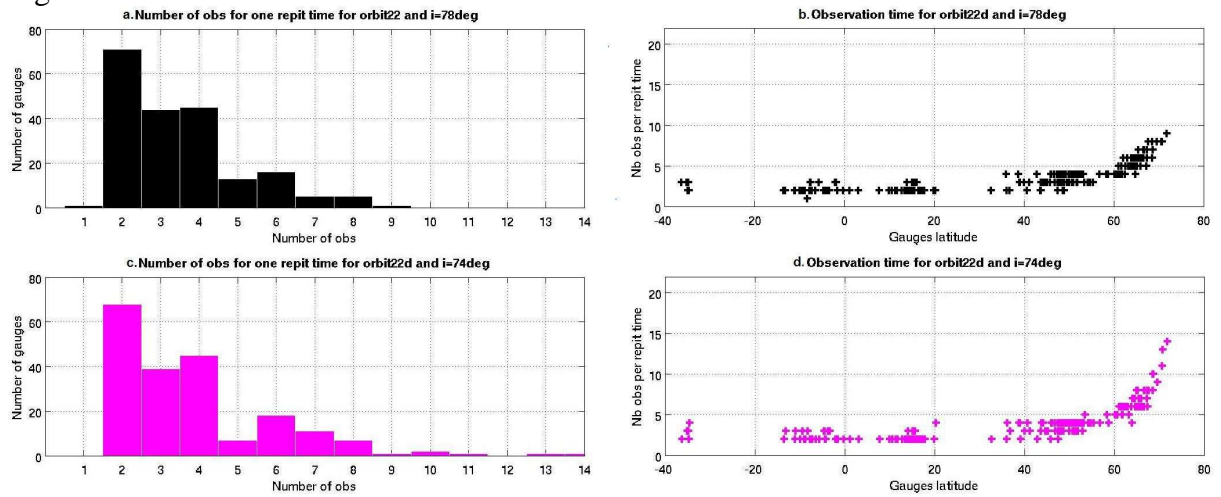 a.Number of obs for one repit time for orbit22 and i=78deg
Number of gauges
80
60
40
20
0
1 2 3 4 5 6 7 8 9 10 11 12 13 14
Number of obs
b. Observation time for orbit22d and i=78deg
Nb obs per repit time
20
15
10
5
0
-40 -20 0 20 40 60 80
Gauges latitude
c.Number of obs for one repit time for orbit22d and i=74deg
Number of gauges
80
60
40
20
0
1 2 3 4 5 6 7 8 9 10 11 12 13 14
Number of obs
d. Observation time for orbit22d and i=74deg
Nb obs per repit time
20
15
10
5
0
-40 -20 0 20 40 60 80
Gauges latitude